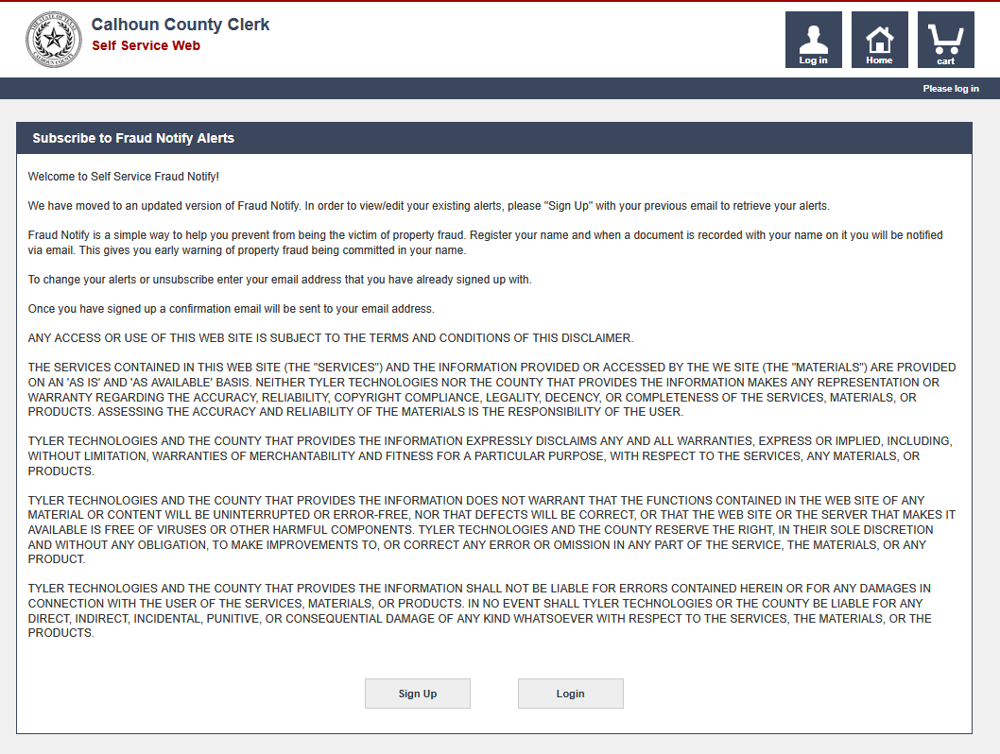 THE STATE OF TEXAS
CALHOUN COUNTY
Calhoun County Clerk
Self Service Web
Log in
Home
cart
Please log in
Subscribe to Fraud Notify Alerts
Welcome to Self Service Fraud Notify!
We have moved to an updated version of Fraud Notify. In order to view/edit your existing alerts, please "Sign Up" with your previous email to retrieve your alerts.
Fraud Notify is a simple way to help you prevent from being the victim of property fraud. Register your name and when a document is recorded with your name on it you will be notified
via email. This gives you early warning of property fraud being committed in your name.
To change your alerts or unsubscribe enter your email address that you have already signed up with.
Once you have signed up a confirmation email will be sent to your email address.
ANY ACCESS OR USE OF THIS WEB SITE IS SUBJECT TO THE TERMS AND CONDITIONS OF THIS DISCLAIMER.
THE SERVICES CONTAINED IN THIS WEB SITE (THE "SERVICES") AND THE INFORMATION PROVIDED OR ACCESSED BY THE WE SITE (THE "MATERIALS") ARE PROVIDED
ON AN 'AS IS' AND 'AS AVAILABLE' BASIS. NEITHER TYLER TECHNOLOGIES NOR THE COUNTY THAT PROVIDES THE INFORMATION MAKES ANY REPRESENTATION OR
WARRANTY REGARDING THE ACCURACY, RELIABILITY, COPYRIGHT COMPLIANCE, LEGALITY, DECENCY, OR COMPLETENESS OF THE SERVICES, MATERIALS, OR
PRODUCTS. ASSESSING THE ACCURACY AND RELIABILITY OF THE MATERIALS IS THE RESPONSIBILITY OF THE USER.
TYLER TECHNOLOGIES AND THE COUNTY THAT PROVIDES THE INFORMATION EXPRESSLY DISCLAIMS ANY AND ALL WARRANTIES, EXPRESS OR IMPLIED, INCLUDING,
WITHOUT LIMITATION, WARRANTIES OF MERCHANTABILITY AND FITNESS FOR A PARTICULAR PURPOSE, WITH RESPECT TO THE SERVICES, ANY MATERIALS, OR
PRODUCTS.
TYLER TECHNOLOGIES AND THE COUNTY THAT PROVIDES THE INFORMATION DOES NOT WARRANT THAT THE FUNCTIONS CONTAINED IN THE WEB SITE OF ANY
MATERIAL OR CONTENT WILL BE UNINTERRUPTED OR ERROR-FREE, NOR THAT DEFECTS WILL BE CORRECT, OR THAT THE WEB SITE OR THE SERVER THAT MAKES IT
AVAILABLE IS FREE OF VIRUSES OR OTHER HARMFUL COMPONENTS. TYLER TECHNOLOGIES AND THE COUNTY RESERVE THE RIGHT, IN THEIR SOLE DISCRETION
AND WITHOUT ANY OBLIGATION, TO MAKE IMPROVEMENTS TO, OR CORRECT ANY ERROR OR OMISSION IN ANY PART OF THE SERVICE, THE MATERIALS, OR ANY
PRODUCT.
TYLER TECHNOLOGIES AND THE COUNTY THAT PROVIDES THE INFORMATION SHALL NOT BE LIABLE FOR ERRORS CONTAINED HEREIN OR FOR ANY DAMAGES IN
CONNECTION WITH THE USER OF THE SERVICES, MATERIALS, OR PRODUCTS. IN NO EVENT SHALL TYLER TECHNOLOGIES OR THE COUNTY BE LIABLE FOR ANY
DIRECT, INDIRECT, INCIDENTAL, PUNITIVE, OR CONSEQUENTIAL DAMAGE OF ANY KIND WHATSOEVER WITH RESPECT TO THE SERVICES, THE MATERIALS, OR THE
PRODUCTS.
Sign Up
Login